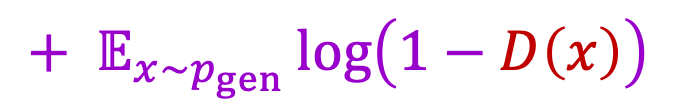 + 𝔼_{x~p_gen} log(1 − D(x))